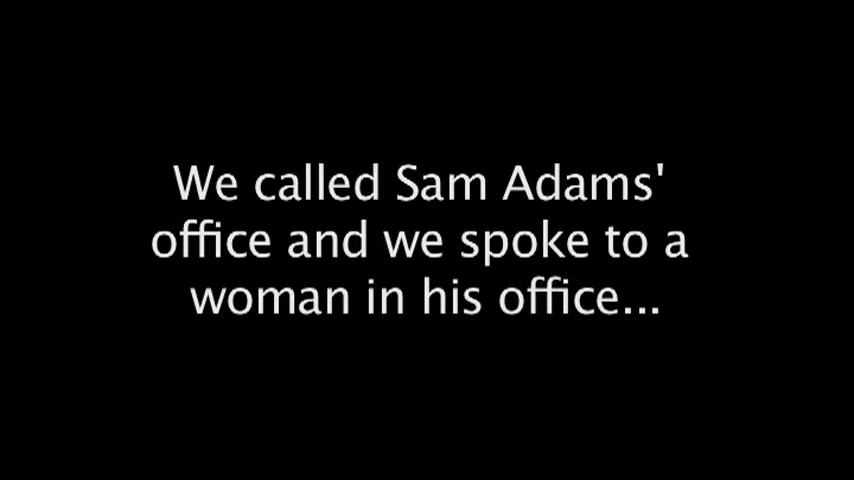 We called Sam Adams'
office and we spoke to a
woman in his office...